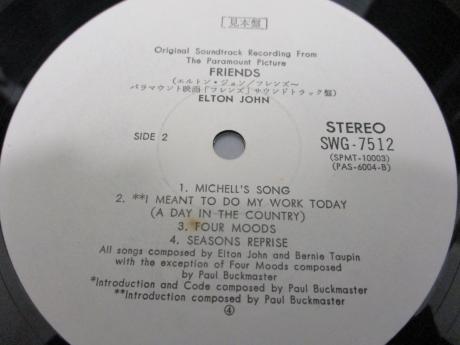 [見本盤]
Original Soundtrack Recording From
The Paramount Picture
FRIENDS
(エルトン・ジョン/フレンズ〜
パラマウント映画「フレンズ」サウンドトラック盤)
ELTON JOHN
SIDE 2
STEREO
SWG-7512
(SPMT-10003)
(PAS-6004-B)
1. MICHELL'S SONG
2. **I MEANT TO DO MY WORK TODAY
(A DAY IN THE COUNTRY)
3. FOUR MOODS
4. SEASONS REPRISE
All songs composed by Elton John and Bernie Taupin
with the exception of Four Moods composed
by Paul Buckmaster
*Introduction and Code composed by Paul Buckmaster
**Introduction composed by Paul Buckmaster
④